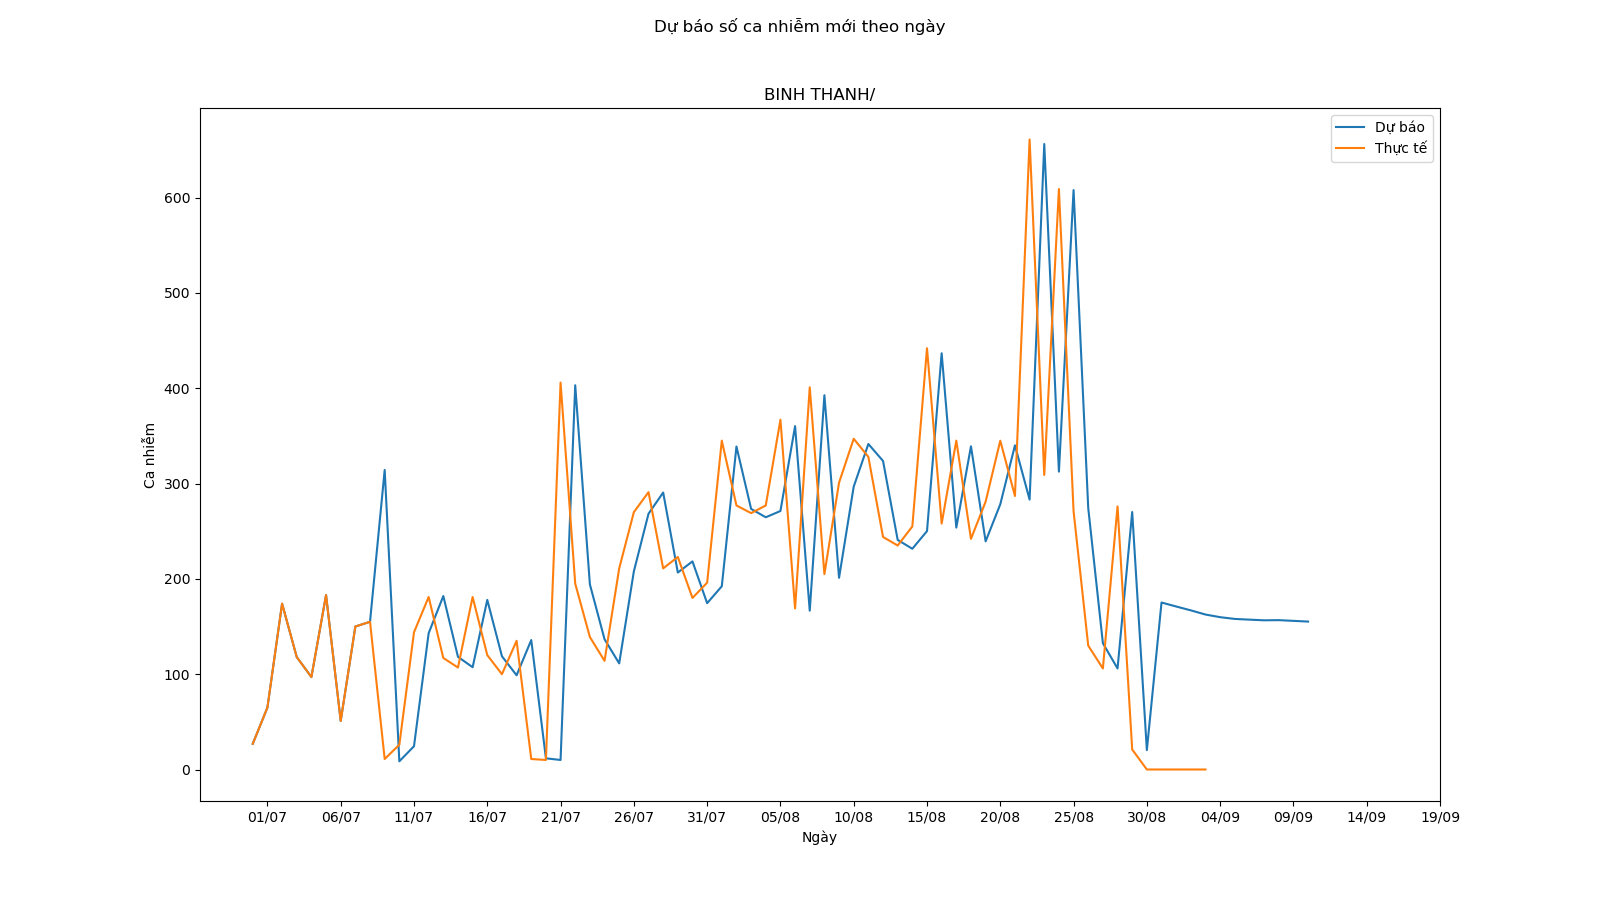 Dự báo số ca nhiễm mới theo ngày
BINH THANH/
Dự báo
Thực tế
600
500
400
300
200
100
0
Ca nhiễm
01/07 06/07 11/07 16/07 21/07 26/07 31/07 05/08 10/08 15/08 20/08 25/08 30/08 04/09 09/09 14/09 19/09
Ngày